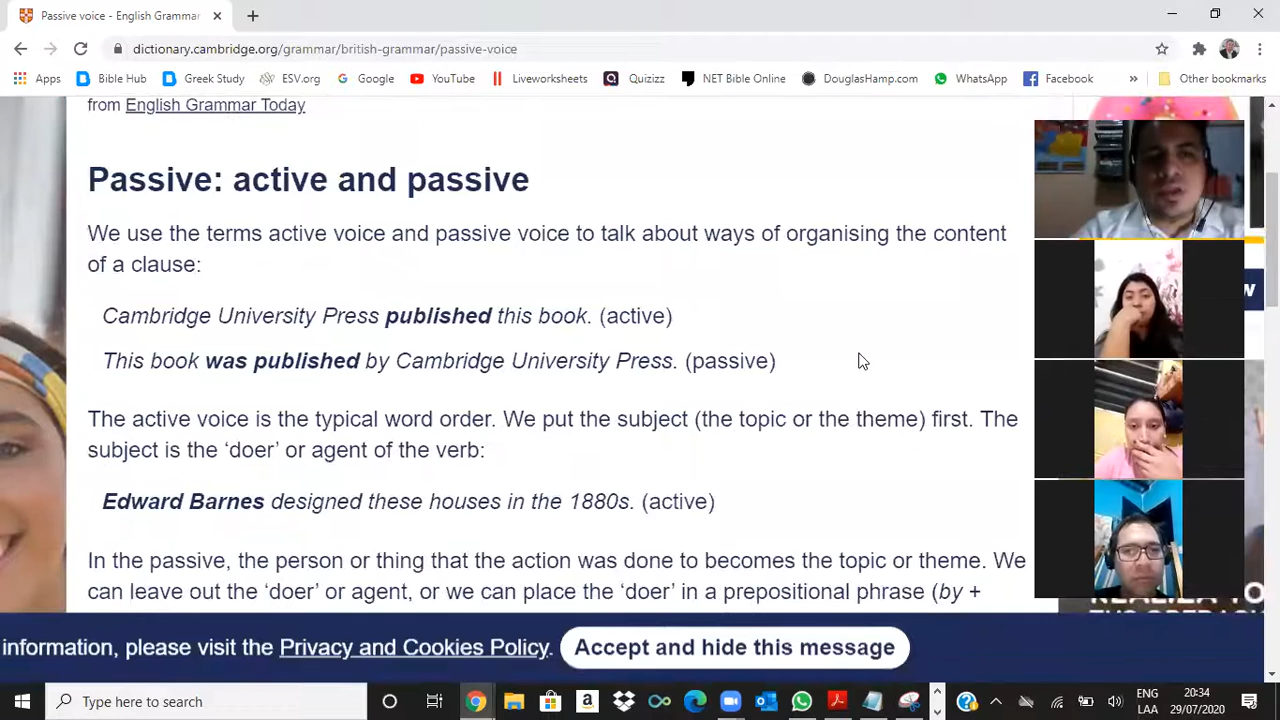 Passive voice - English Grammar
dictionary.cambridge.org/grammar/british-grammar/passive-voice
Apps Bible Hub Greek Study ESV.org Google YouTube Liveworksheets Quizizz NET Bible Online DouglasHamp.com WhatsApp Facebook » Other bookmarks
from English Grammar Today
Passive: active and passive
We use the terms active voice and passive voice to talk about ways of organising the content
of a clause:
Cambridge University Press published this book. (active)
This book was published by Cambridge University Press. (passive)
The active voice is the typical word order. We put the subject (the topic or the theme) first. The
subject is the ‘doer’ or agent of the verb:
Edward Barnes designed these houses in the 1880s. (active)
In the passive, the person or thing that the action was done to becomes the topic or theme. We
can leave out the ‘doer’ or agent, or we can place the ‘doer’ in a prepositional phrase (by +
information, please visit the Privacy and Cookies Policy. Accept and hide this message
Type here to search
ENG 20:34
LAA 29/07/2020